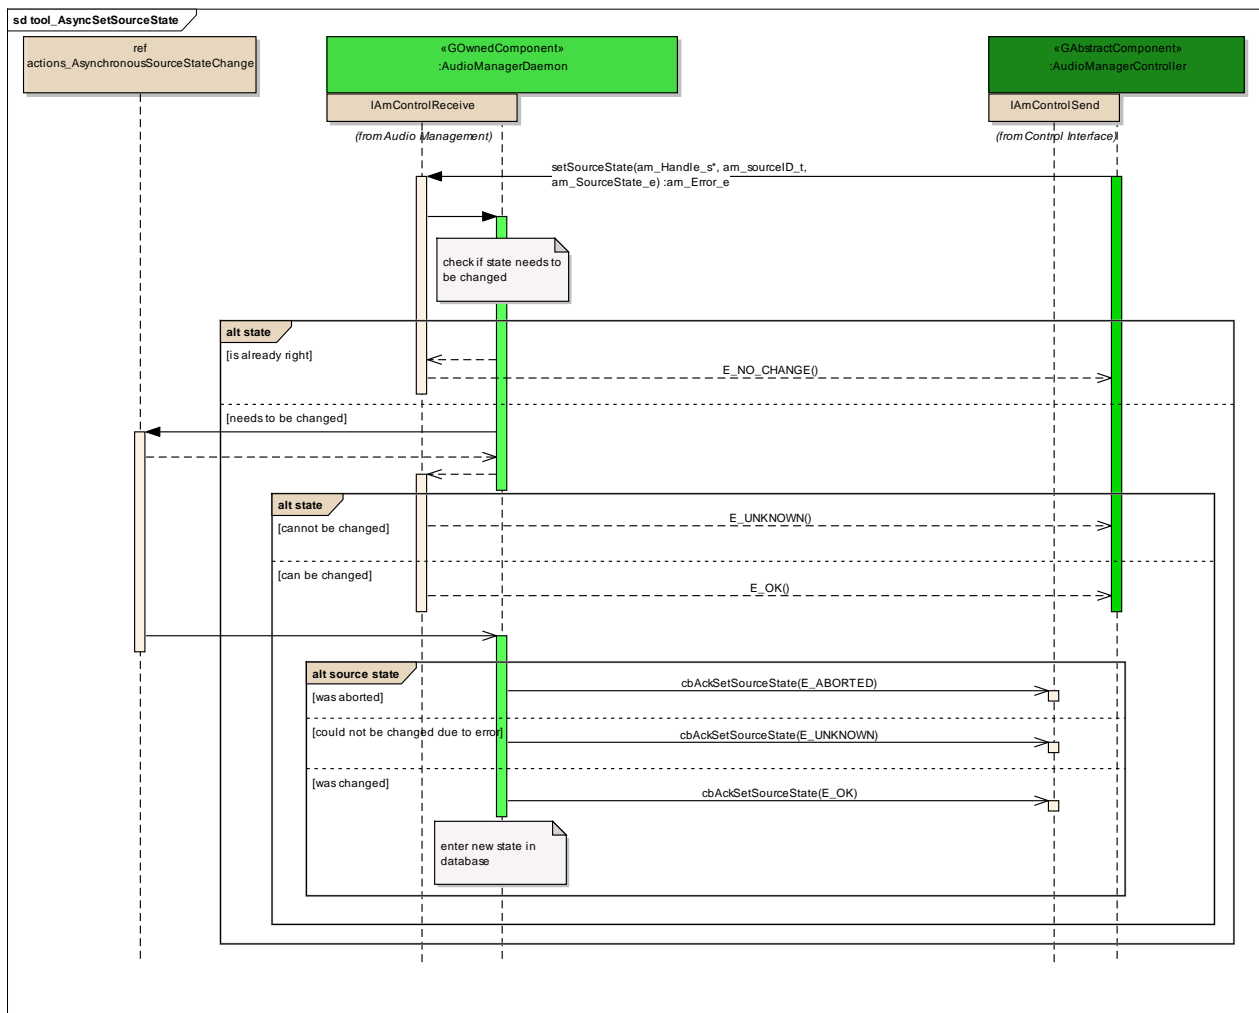 sd tool_AsyncSetSourceState
ref
actions_AsynchronousSourceStateChange
«GOwnedComponent»
:AudioManagerDaemon
«GAbstractComponent»
:AudioManagerController
IAmControlReceive
IAmControlSend
(from Audio Management)
(from Control Interface)
setSourceState(am_Handle_s*, am_sourceID_t,
am_SourceState_e) :am_Error_e
check if state needs to
be changed
alt state
[is already right]
E_NO_CHANGE()
[needs to be changed]
alt state
[cannot be changed]
E_UNKNOWN()
[can be changed]
E_OK()
alt source state
cbAckSetSourceState(E_ABORTED)
[was aborted]
[could not be changed due to error]
cbAckSetSourceState(E_UNKNOWN)
[was changed]
cbAckSetSourceState(E_OK)
enter new state in
database